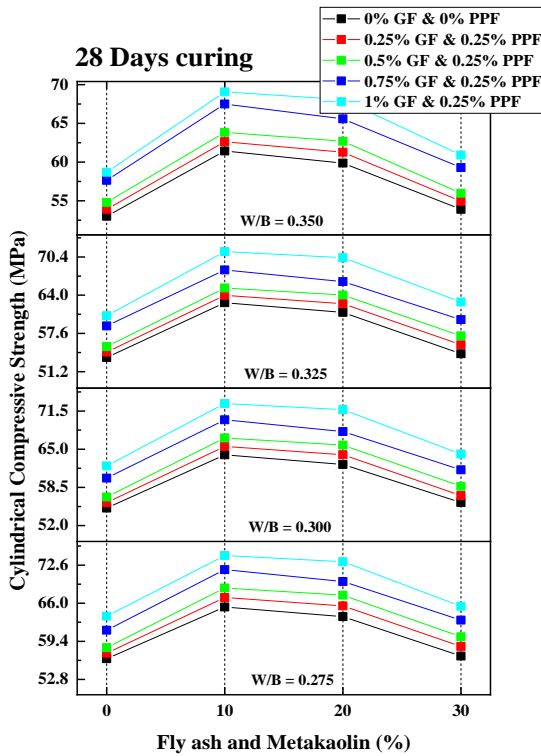 28 Days curing
0% GF & 0% PPF
0.25% GF & 0.25% PPF
0.5% GF & 0.25% PPF
0.75% GF & 0.25% PPF
1% GF & 0.25% PPF
Cylindrical Compressive Strength (MPa)
70
65
60
55
W/B = 0.350
70.4
64.0
57.6
51.2
W/B = 0.325
71.5
65.0
58.5
52.0
W/B = 0.300
72.6
66.0
59.4
52.8
W/B = 0.275
0 10 20 30
Fly ash and Metakaolin (%)